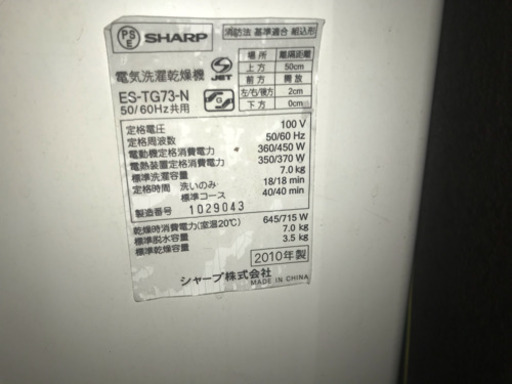 PSE SHARP
消防法 基準適合 組込形
電気洗濯乾燥機
JET
ES-TG73-N
50/60Hz共用
場所 離隔距離
上方 50cm
前方 開放
左/右/後方 2cm
下方 0cm
定格電圧 100 V
定格周波数 50/60 Hz
電動機定格消費電力 360/450 W
電熱装置定格消費電力 350/370 W
標準洗濯容量 7.0 kg
定格時間 洗いのみ 18/18 min
標準コース 40/40 min
製造番号 1029043
乾燥時消費電力(室温20℃) 645/715 W
標準脱水容量 7.0 kg
標準乾燥容量 3.5 kg
2010年製
シャープ株式会社
MADE IN CHINA